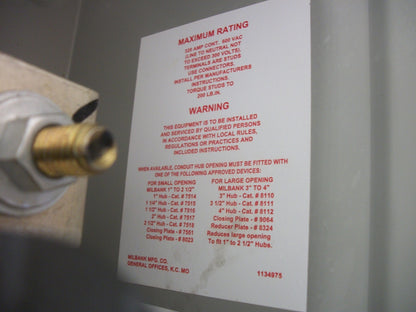 MAXIMUM RATING
320 AMP CONT., 600 VAC
(LINE TO NEUTRAL NOT
TO EXCEED 300 VOLTS).
TERMINALS ARE STUDS
USE CONNECTORS.
INSTALL PER MANUFACTURERS
INSTRUCTIONS.
TORQUE STUDS TO
200 LB.IN.
WARNING
THIS EQUIPMENT IS TO BE INSTALLED
AND SERVICED BY QUALIFIED PERSONS
IN ACCORDANCE WITH LOCAL RULES,
REGULATIONS OR PRACTICES AND
INCLUDED INSTRUCTIONS.
WHEN AVAILABLE, CONDUIT HUB OPENING MUST BE FITTED WITH
ONE OF THE FOLLOWING APPROVED DEVICES:
FOR SMALL OPENING
MILBANK 1" TO 2 1/2"
1" Hub - Cat. # 7514
1 1/4" Hub - Cat. # 7515
1 1/2" Hub - Cat. # 7516
2" Hub - Cat. # 7517
2 1/2" Hub - Cat. # 7518
Closing Plate - # 7551
Closing Plate - # 8023
FOR LARGE OPENING
MILBANK 3" TO 4"
3" Hub - Cat. # 8110
3 1/2" Hub - Cat. # 8111
4" Hub - Cat. # 8112
Closing Plate - # 9064
Reducer Plate - # 8324
Reduces large opening
To fit 1" to 2 1/2" Hubs.
MILBANK MFG. CO.
GENERAL OFFICES, K.C. MO
1134975